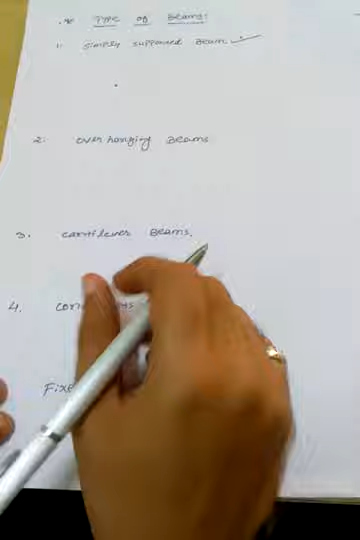 Type of Beams:
1. simply supported Beam
2. over hanging Beams
3. cantilever Beams.
4.